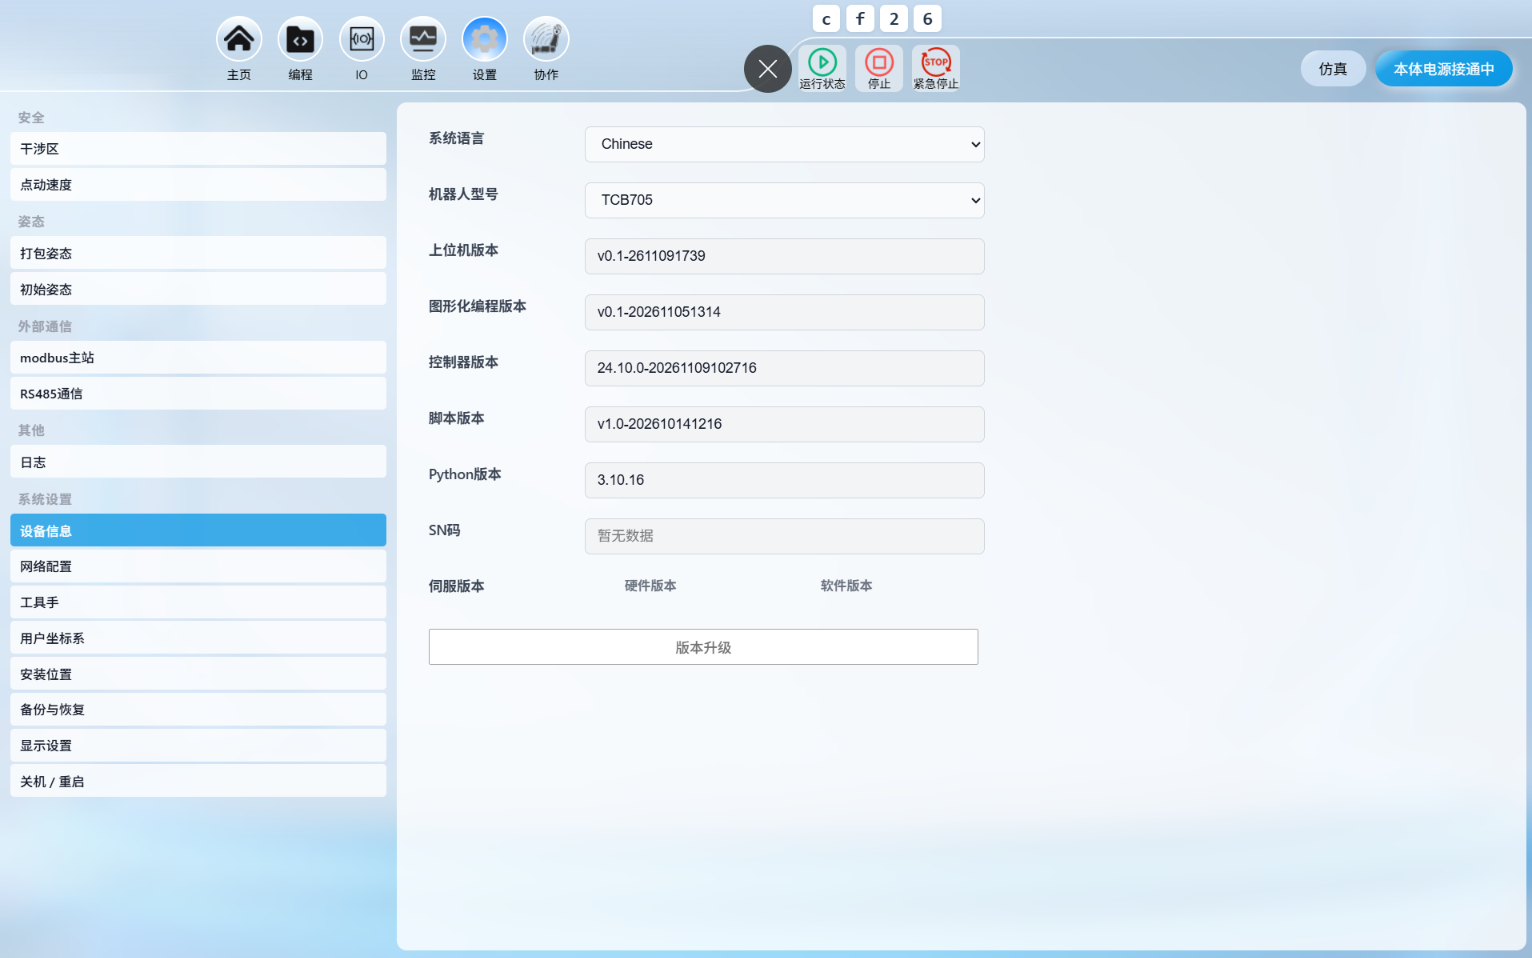 c f 2 6
主页 编程 IO 监控 设置 协作
运行状态 停止 STOP 紧急停止
仿真 本体电源接通中
安全
干涉区
点动速度
姿态
打包姿态
初始姿态
外部通信
modbus主站
RS485通信
其他
日志
系统设置
设备信息
网络配置
工具手
用户坐标系
安装位置
备份与恢复
显示设置
关机 / 重启
系统语言 Chinese
机器人型号 TCB705
上位机版本 v0.1-2611091739
图形化编程版本 v0.1-202611051314
控制器版本 24.10.0-20261109102716
脚本版本 v1.0-202610141216
Python版本 3.10.16
SN码 暂无数据
伺服版本 硬件版本 软件版本
版本升级